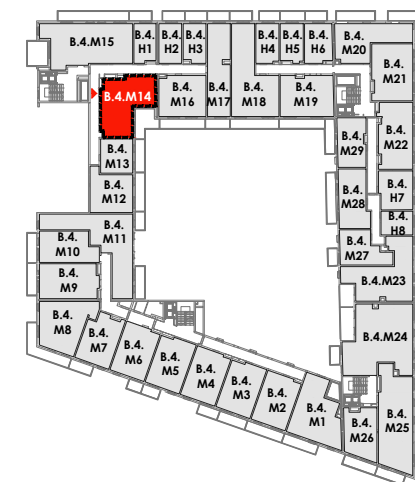 B.4.M15
B.4.
H1
B.4.
H2
B.4.
H3
B.4.
H4
B.4.
H5
B.4.
H6
B.4.
M20
B.4.
M21
B.4.M14
B.4.
M16
B.4.
M17
B.4.
M18
B.4.
M19
B.4.
M22
B.4.
M29
B.4.
M13
B.4.
M12
B.4.
M28
B.4.
H7
B.4.
H8
B.4.
M11
B.4.
M10
B.4.
M27
B.4.
M9
B.4.
M23
B.4.
M8
B.4.
M7
B.4.
M6
B.4.
M5
B.4.
M4
B.4.
M3
B.4.
M2
B.4.
M1
B.4.M24
B.4.
M26
B.4.
M25